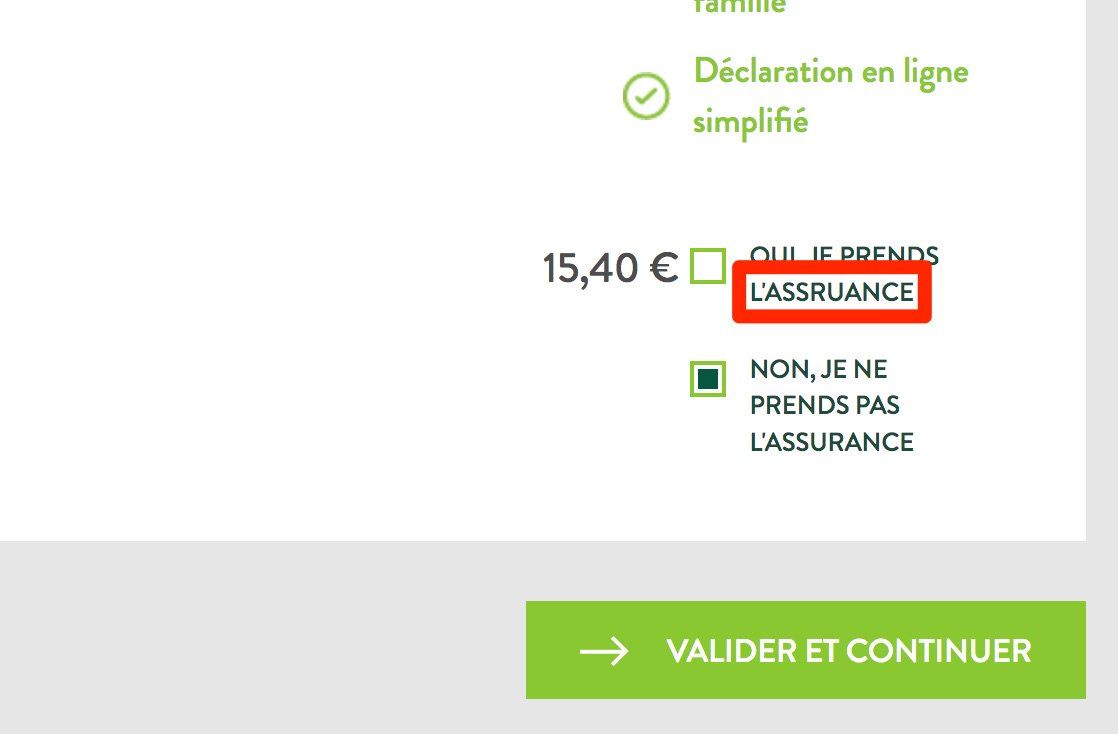 famille
Déclaration en ligne
simplifié
15,40 €
OUI, JE PRENDS
L'ASSRUANCE
NON, JE NE
PRENDS PAS
L'ASSURANCE
VALIDER ET CONTINUER